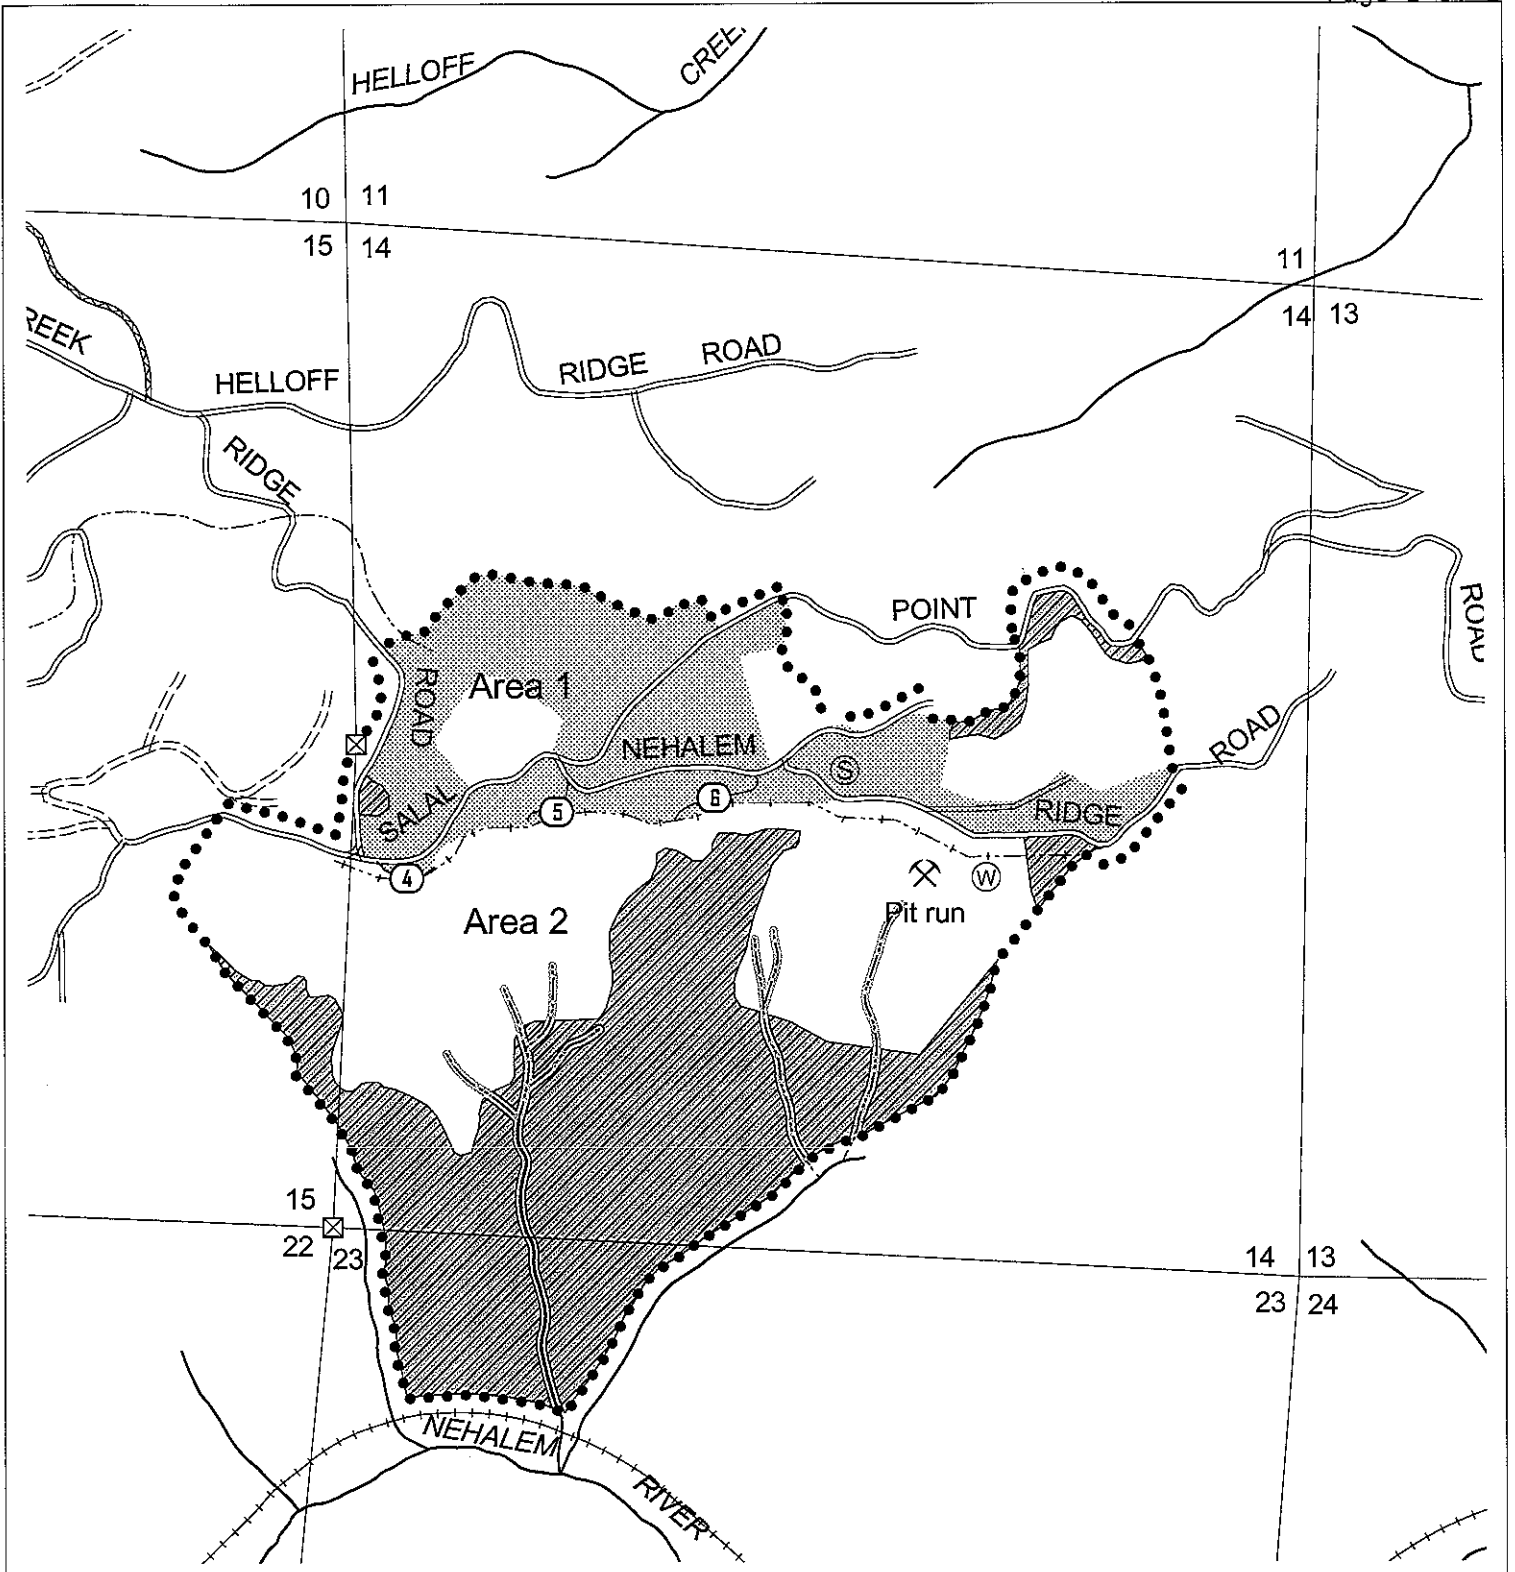 HELLOFF
CREEK
10 11
15 14
11
14 13
REEK
HELLOFF
RIDGE
ROAD
RIDGE
POINT
ROAD
ROAD
Area 1
ROAD
NEHALEM
S
SALAL
5
6
RIDGE
4
W
Pit run
Area 2
15
22 23
14 13
23 24
NEHALEM
RIVER